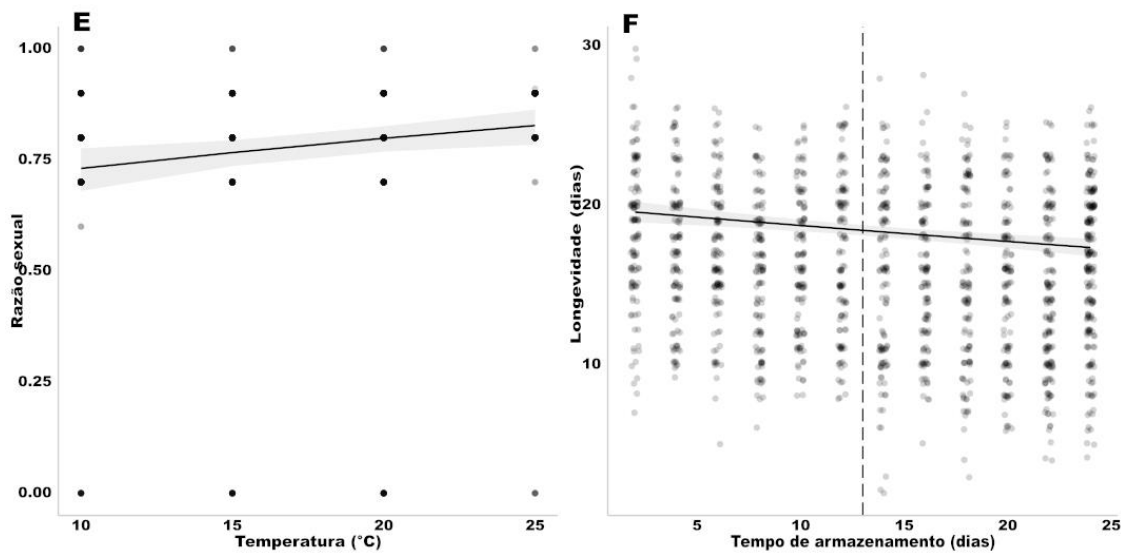 E
1.00
0.75
0.50
0.25
0.00
Razão sexual
10 15 20 25
Temperatura (°C)
F
30
20
10
Longevidade (dias)
5 10 15 20 25
Tempo de armazenamento (dias)